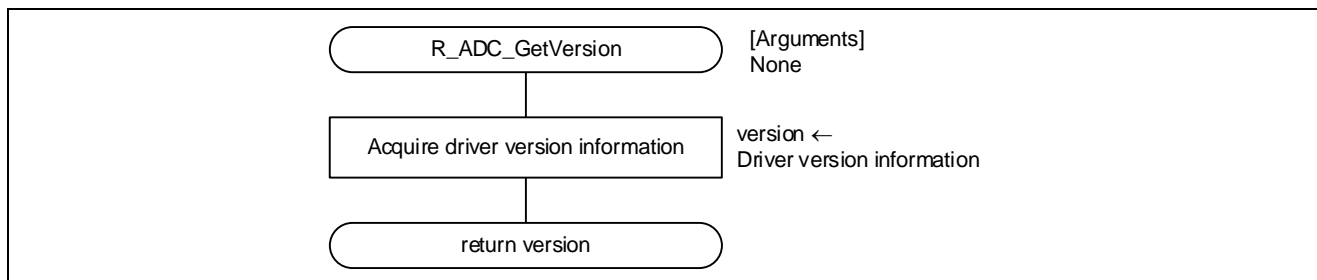 R_ADC_GetVersion
[Arguments]
None
Acquire driver version information
version ←
Driver version information
return version